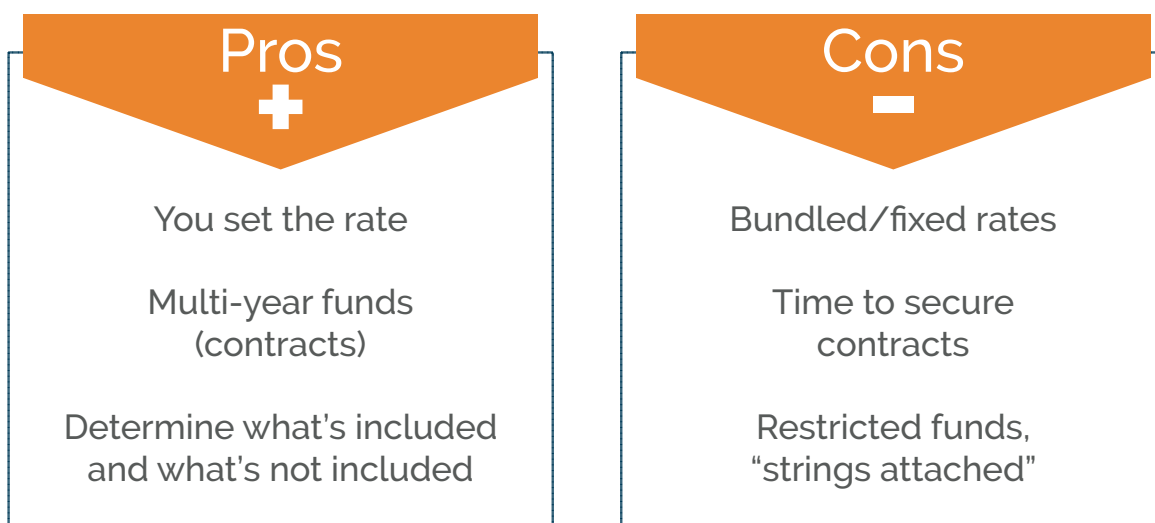 Pros
You set the rate
Multi-year funds
(contracts)
Determine what’s included
and what’s not included
Cons
Bundled/fixed rates
Time to secure
contracts
Restricted funds,
“strings attached”